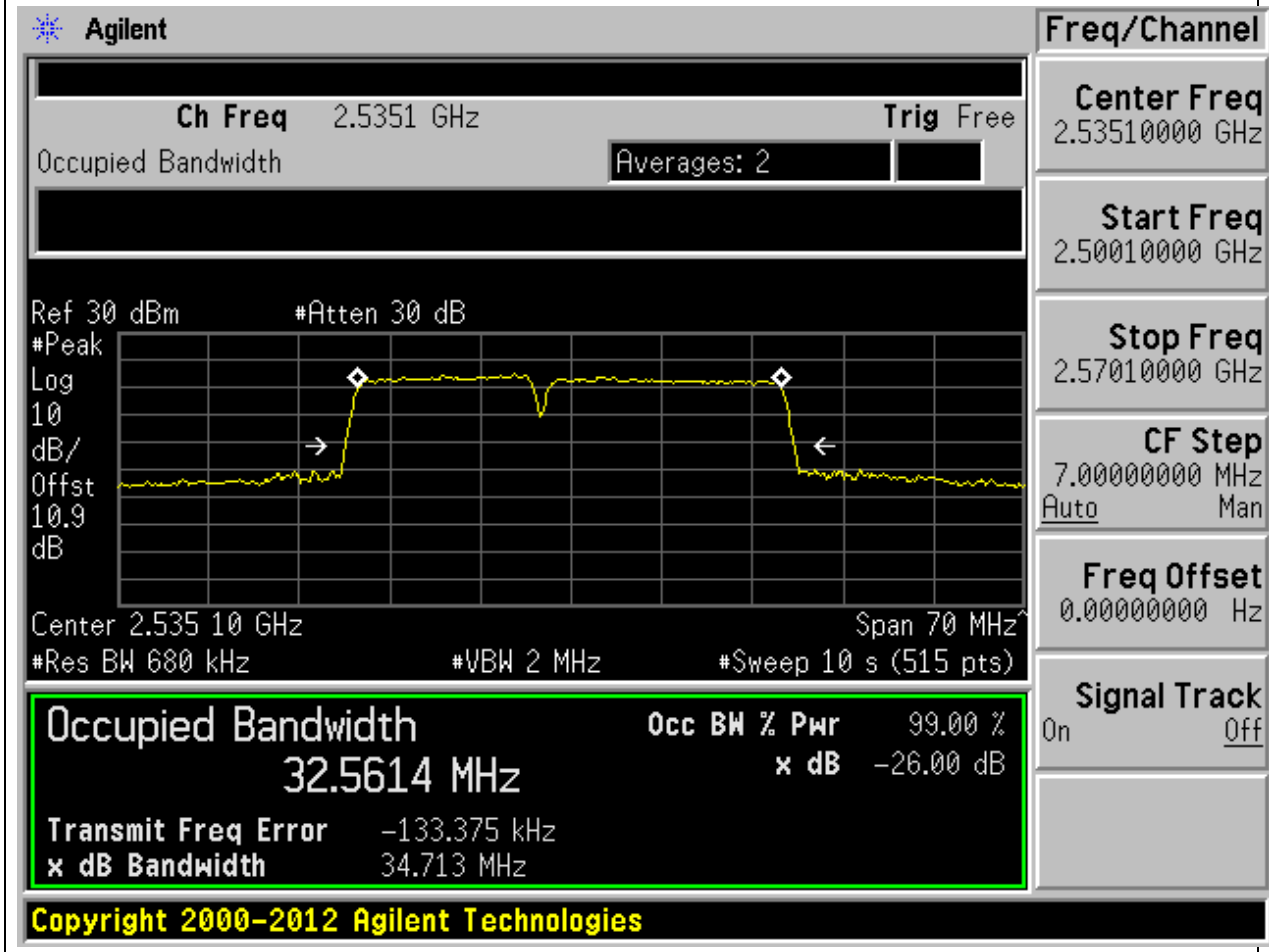 Agilent
Freq/Channel
Ch Freq 2.5351 GHz Trig Free
Occupied Bandwidth Averages: 2
Ref 30 dBm #Atten 30 dB
#Peak
Log
10
dB/
Offst
10.9
dB
Center 2.535 10 GHz Span 70 MHz^
#Res BW 680 kHz #VBW 2 MHz #Sweep 10 s (515 pts)
Occupied Bandwidth Occ BW % Pwr 99.00 %
32.5614 MHz x dB -26.00 dB
Transmit Freq Error -133.375 kHz
x dB Bandwidth 34.713 MHz
Center Freq
2.53510000 GHz
Start Freq
2.50010000 GHz
Stop Freq
2.57010000 GHz
CF Step
7.00000000 MHz
Auto Man
Freq Offset
0.00000000 Hz
Signal Track
On Off
Copyright 2000-2012 Agilent Technologies